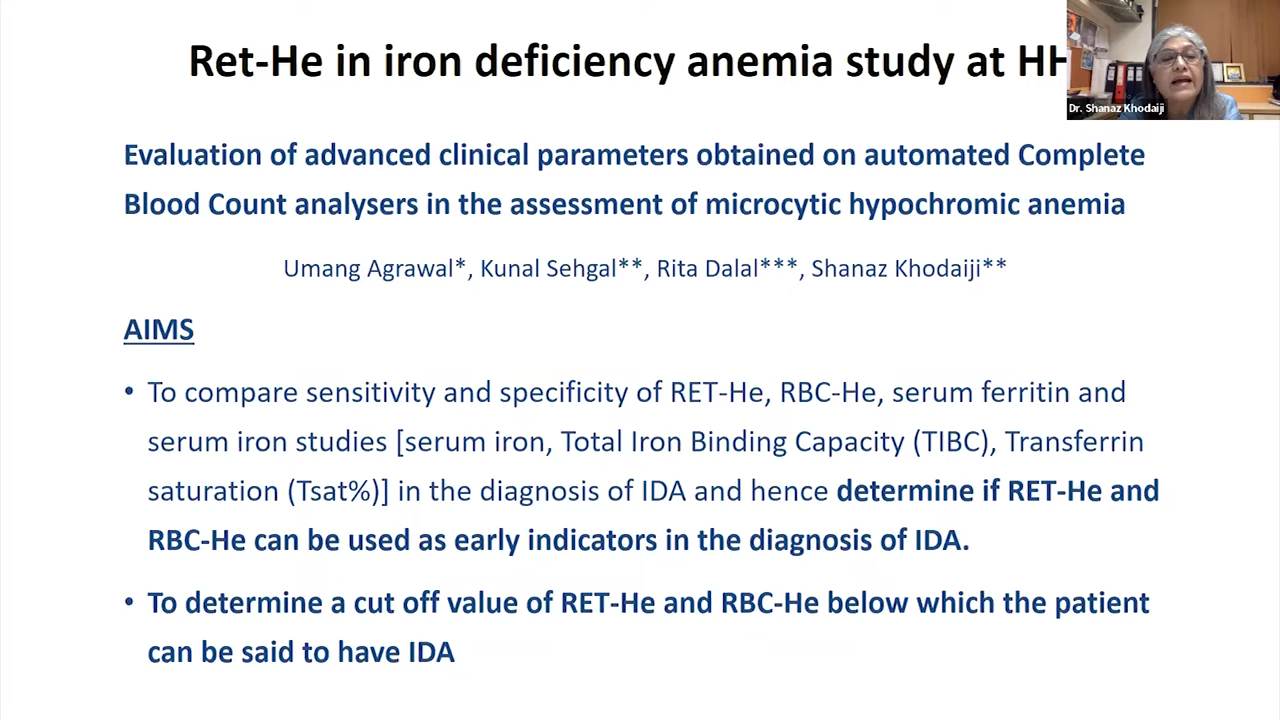 Ret-He in iron deficiency anemia study at HH
Dr. Shanaz Khodaiji
Evaluation of advanced clinical parameters obtained on automated Complete
Blood Count analysers in the assessment of microcytic hypochromic anemia
Umang Agrawal*, Kunal Sehgal**, Rita Dalal***, Shanaz Khodaiji**
AIMS
• To compare sensitivity and specificity of RET-He, RBC-He, serum ferritin and
serum iron studies [serum iron, Total Iron Binding Capacity (TIBC), Transferrin
saturation (Tsat%)] in the diagnosis of IDA and hence determine if RET-He and
RBC-He can be used as early indicators in the diagnosis of IDA.
• To determine a cut off value of RET-He and RBC-He below which the patient
can be said to have IDA